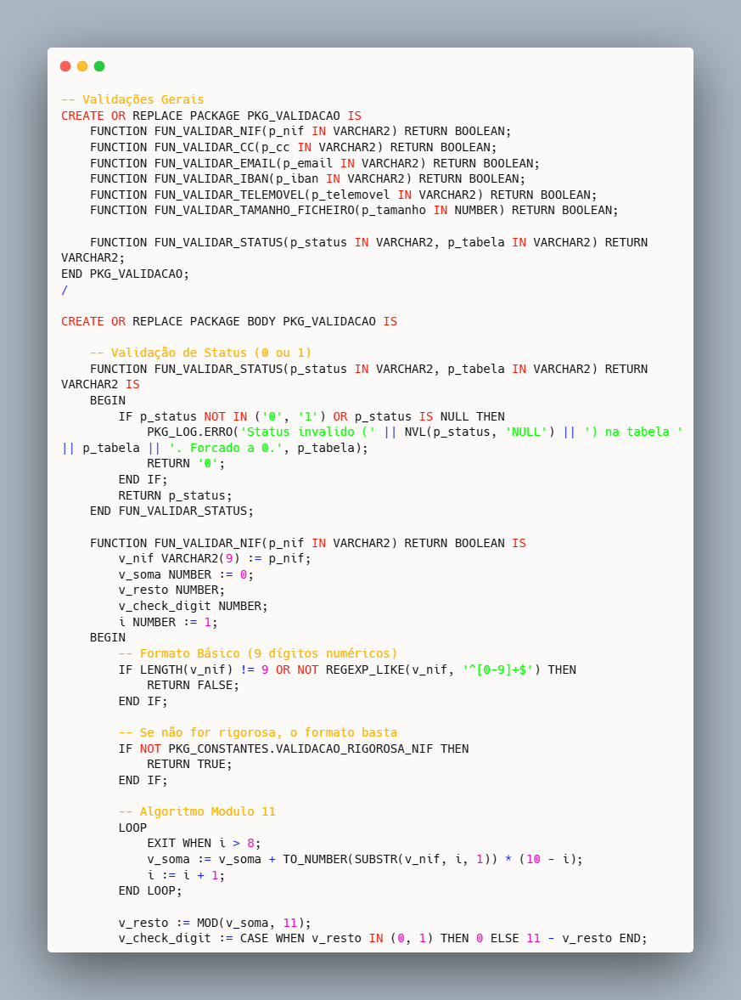 -- Validações Gerais
CREATE OR REPLACE PACKAGE PKG_VALIDACAO IS
    FUNCTION FUN_VALIDAR_NIF(p_nif IN VARCHAR2) RETURN BOOLEAN;
    FUNCTION FUN_VALIDAR_CC(p_cc IN VARCHAR2) RETURN BOOLEAN;
    FUNCTION FUN_VALIDAR_EMAIL(p_email IN VARCHAR2) RETURN BOOLEAN;
    FUNCTION FUN_VALIDAR_IBAN(p_iban IN VARCHAR2) RETURN BOOLEAN;
    FUNCTION FUN_VALIDAR_TELEMOVEL(p_telemovel IN VARCHAR2) RETURN BOOLEAN;
    FUNCTION FUN_VALIDAR_TAMANHO_FICHEIRO(p_tamanho IN NUMBER) RETURN BOOLEAN;

    FUNCTION FUN_VALIDAR_STATUS(p_status IN VARCHAR2, p_tabela IN VARCHAR2) RETURN
VARCHAR2;
END PKG_VALIDACAO;
/

CREATE OR REPLACE PACKAGE BODY PKG_VALIDACAO IS

    -- Validação de Status (0 ou 1)
    FUNCTION FUN_VALIDAR_STATUS(p_status IN VARCHAR2, p_tabela IN VARCHAR2) RETURN
VARCHAR2 IS
    BEGIN
        IF p_status NOT IN ('0', '1') OR p_status IS NULL THEN
            PKG_LOG.ERRO('Status invalido (' || NVL(p_status, 'NULL') || ') na tabela '
|| p_tabela || '. Forcado a 0.', p_tabela);
            RETURN '0';
        END IF;
        RETURN p_status;
    END FUN_VALIDAR_STATUS;

    FUNCTION FUN_VALIDAR_NIF(p_nif IN VARCHAR2) RETURN BOOLEAN IS
        v_nif VARCHAR2(9) := p_nif;
        v_soma NUMBER := 0;
        v_resto NUMBER;
        v_check_digit NUMBER;
        i NUMBER := 1;
    BEGIN
        -- Formato Básico (9 dígitos numéricos)
        IF LENGTH(v_nif) != 9 OR NOT REGEXP_LIKE(v_nif, '^[0-9]+$') THEN
            RETURN FALSE;
        END IF;

        -- Se não for rigorosa, o formato basta
        IF NOT PKG_CONSTANTES.VALIDACAO_RIGOROSA_NIF THEN
            RETURN TRUE;
        END IF;

        -- Algoritmo Modulo 11
        LOOP
            EXIT WHEN i > 8;
            v_soma := v_soma + TO_NUMBER(SUBSTR(v_nif, i, 1)) * (10 - i);
            i := i + 1;
        END LOOP;

        v_resto := MOD(v_soma, 11);
        v_check_digit := CASE WHEN v_resto IN (0, 1) THEN 0 ELSE 11 - v_resto END;